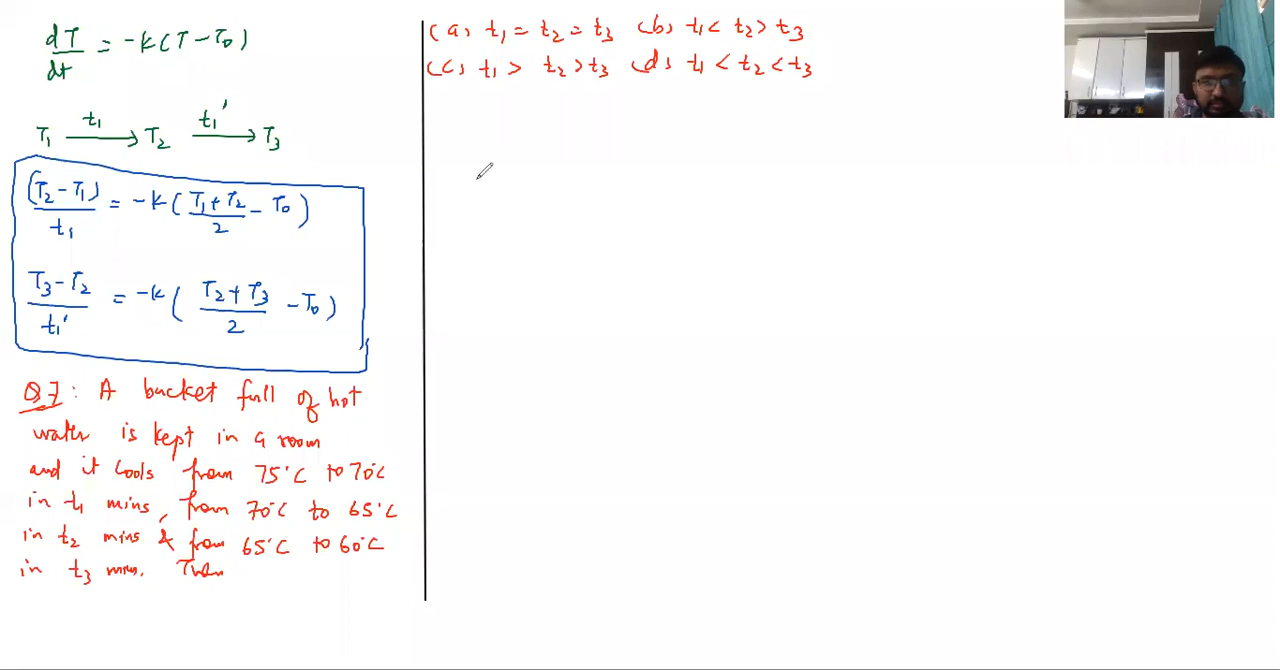 dT/dt = -k(T - T₀)
T₁ —t₁→ T₂ —t₁'→ T₃
(T₂ - T₁)/t₁ = -k((T₁ + T₂)/2 - T₀)
(T₃ - T₂)/t₁' = -k((T₂ + T₃)/2 - T₀)
Q7: A bucket full of hot
water is kept in a room
and it cools from 75°C to 70°C
in t₁ mins, from 70°C to 65°C
in t₂ mins & from 65°C to 60°C
in t₃ mins. Then
(a) t₁ = t₂ = t₃ (b) t₁ < t₂ > t₃
(c) t₁ > t₂ > t₃ (d) t₁ < t₂ < t₃